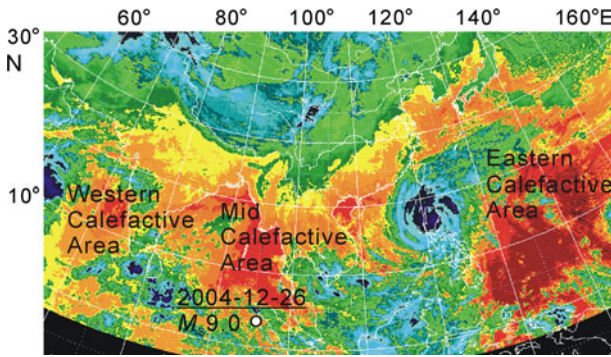 60° 80° 100° 120° 140° 160°E
30°
N
10°
Western
Calefactive
Area
Mid
Calefactive
Area
Eastern
Calefactive
Area
2004-12-26
M 9 0